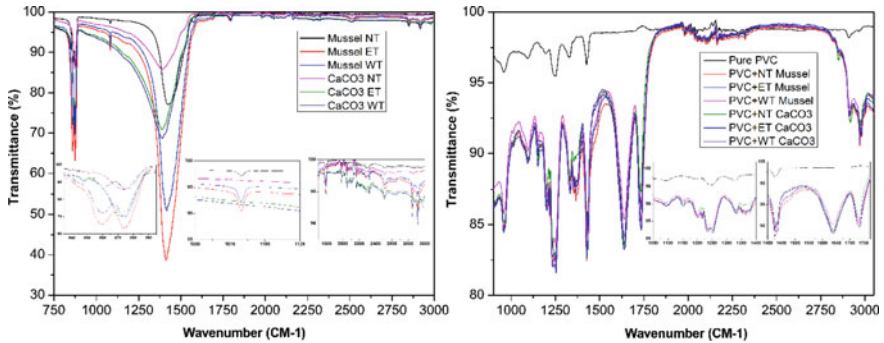 100
90
80
70
60
50
40
30
750
1000
1250
1500
1750
2000
2250
2500
2750
3000
Transmittance (%)
Wavenumber (CM-1)
Mussel NT
Mussel ET
Mussel WT
CaCO3 NT
CaCO3 ET
CaCO3 WT
100
95
90
85
80
1000
1250
1500
1750
2000
2250
2500
2750
3000
Transmittance (%)
Wavenumber (CM-1)
Pure PVC
PVC+NT Mussel
PVC+ET Mussel
PVC+WT Mussel
PVC+NT CaCO3
PVC+ET CaCO3
PVC+WT CaCO3